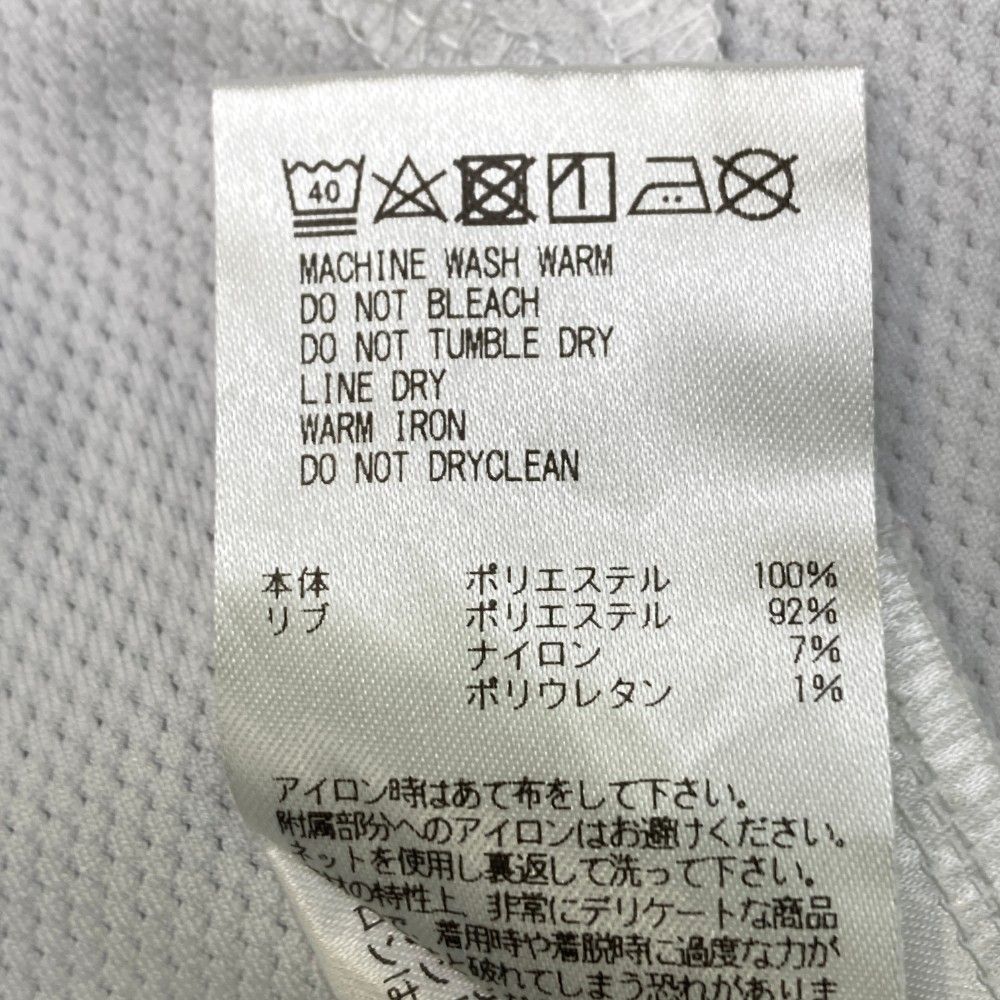 40
MACHINE WASH WARM
DO NOT BLEACH
DO NOT TUMBLE DRY
LINE DRY
WARM IRON
DO NOT DRYCLEAN
本体 ポリエステル 100%
リブ ポリエステル 92%
ナイロン 7%
ポリウレタン 1%
アイロン時はあて布をして下さい。
附属部分へのアイロンはお避けください。
ネットを使用し裏返して洗って下さい。
の特性上、非常にデリケートな商品
着用時や着脱時に過度な力が
破れてしまう恐れがありま